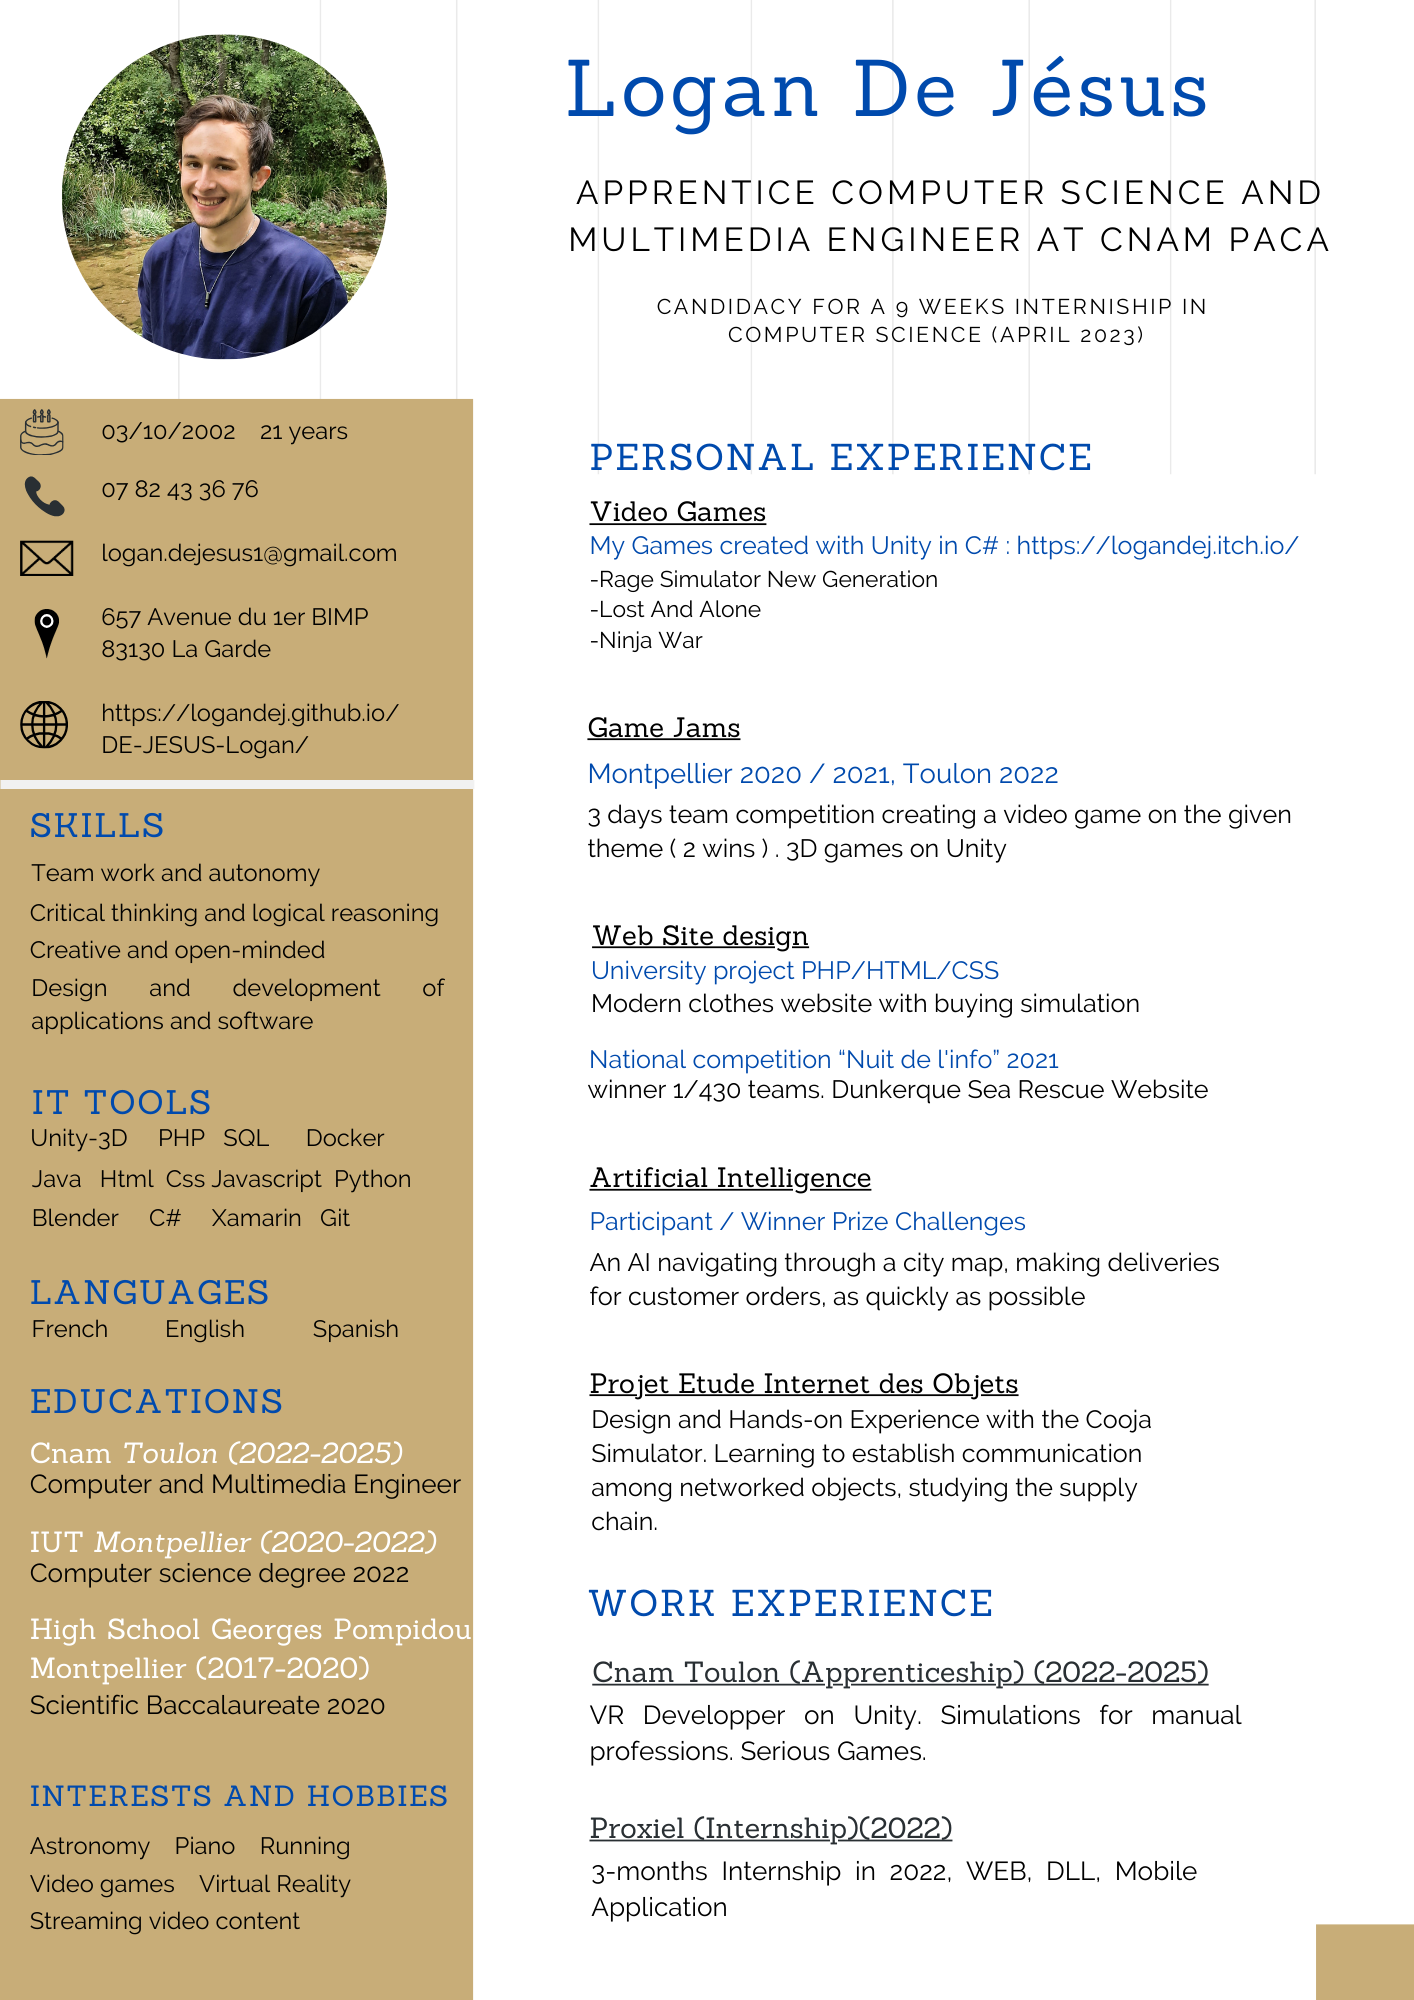 Logan De Jésus
APPRENTICE COMPUTER SCIENCE AND
MULTIMEDIA ENGINEER AT CNAM PACA
CANDIDACY FOR A 9 WEEKS INTERNISHIP IN
COMPUTER SCIENCE (APRIL 2023)
03/10/2002 21 years
07 82 43 36 76
logan.dejesus1@gmail.com
657 Avenue du 1er BIMP
83130 La Garde
https://logandej.github.io/
DE-JESUS-Logan/
SKILLS
Team work and autonomy
Critical thinking and logical reasoning
Creative and open-minded
Design and development of
applications and software
IT TOOLS
Unity-3D PHP SQL Docker
Java Html Css Javascript Python
Blender C# Xamarin Git
LANGUAGES
French English Spanish
EDUCATIONS
Cnam Toulon (2022-2025)
Computer and Multimedia Engineer
IUT Montpellier (2020-2022)
Computer science degree 2022
High School Georges Pompidou
Montpellier (2017-2020)
Scientific Baccalaureate 2020
INTERESTS AND HOBBIES
Astronomy Piano Running
Video games Virtual Reality
Streaming video content
PERSONAL EXPERIENCE
Video Games
My Games created with Unity in C# : https://logandej.itch.io/
-Rage Simulator New Generation
-Lost And Alone
-Ninja War
Game Jams
Montpellier 2020 / 2021, Toulon 2022
3 days team competition creating a video game on the given
theme ( 2 wins ) . 3D games on Unity
Web Site design
University project PHP/HTML/CSS
Modern clothes website with buying simulation
National competition “Nuit de l'info” 2021
winner 1/430 teams. Dunkerque Sea Rescue Website
Artificial Intelligence
Participant / Winner Prize Challenges
An AI navigating through a city map, making deliveries
for customer orders, as quickly as possible
Projet Etude Internet des Objets
Design and Hands-on Experience with the Cooja
Simulator. Learning to establish communication
among networked objects, studying the supply
chain.
WORK EXPERIENCE
Cnam Toulon (Apprenticeship) (2022-2025)
VR Developper on Unity. Simulations for manual
professions. Serious Games.
Proxiel (Internship)(2022)
3-months Internship in 2022, WEB, DLL, Mobile
Application